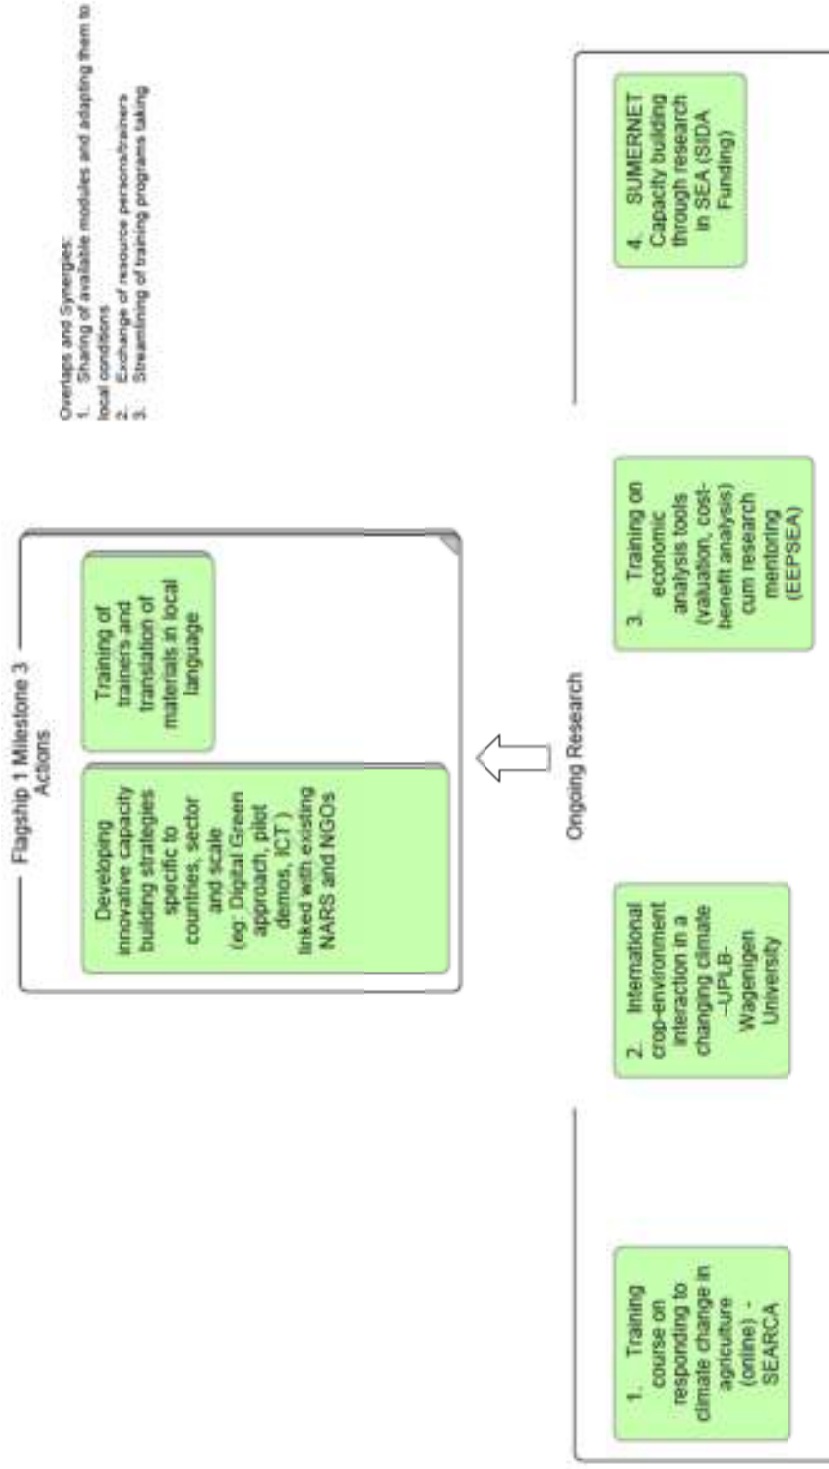 Flagship 1 Milestone 3
Actions
Developing
innovative capacity
building strategies
specific to
countries, sector
and scale
(eg: Digital Green
approach, pilot
demos, ICT )
linked with existing
NARS and NGOs
Training of
trainers and
translation of
materials in local
language
Overlaps and Synergies:
1. Sharing of available modules and adapting them to
local conditions
2. Exchange of resource persons/trainers
3. Streamlining of training programs taking
Ongoing Research
1. Training
course on
responding to
climate change in
agriculture
(online) -
SEARCA
2. International
crop-environment
interaction in a
changing climate
–UPLB-
Wagenigen
University
3. Training on
economic
analysis tools
(valuation, cost-
benefit analysis)
cum research
mentoring
(EEPSEA)
4. SUMERNET
Capacity building
through research
in SEA (SIDA
Funding)